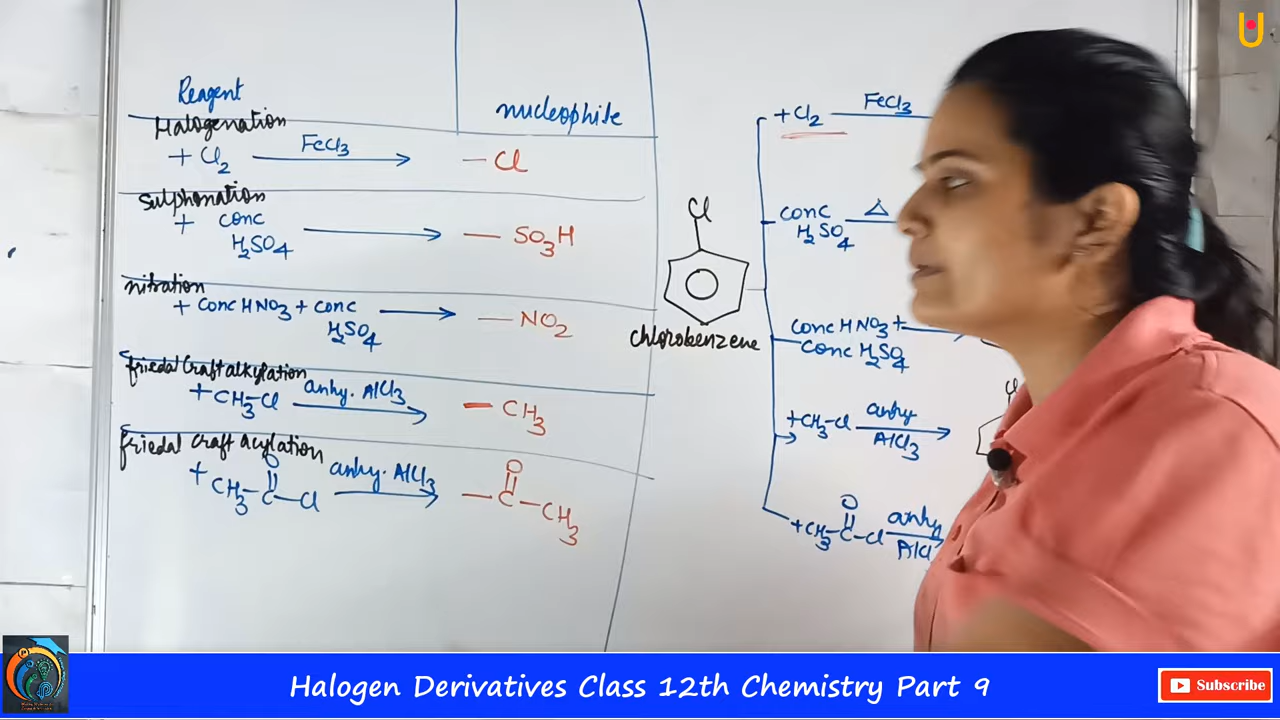 Reagent
nucleophile
Halogenation
+ Cl2 FeCl3 — Cl
Sulphonation
+ conc H2SO4 — SO3H
nitration
+ conc HNO3 + conc H2SO4 — NO2
friedal craft alkylation
+ CH3-Cl anhy. AlCl3 — CH3
friedal craft Acylation
+ CH3-C-Cl anhy. AlCl3 — C-CH3
O
O
Cl
chlorobenzene
+ Cl2 FeCl3
conc H2SO4 Δ
conc HNO3 +
conc H2SO4
+ CH3-Cl anhy AlCl3
O
+ CH3-C-Cl anhy AlCl
Halogen Derivatives Class 12th Chemistry Part 9
Subscribe